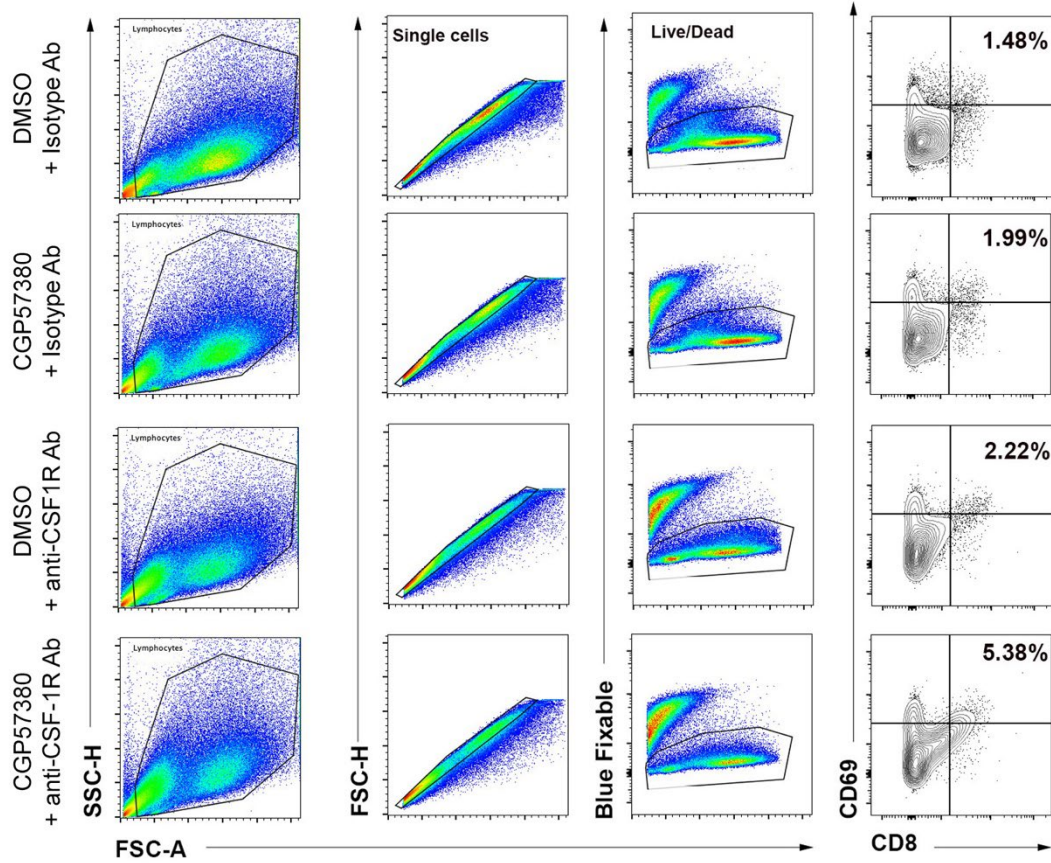 DMSO
+ Isotype Ab
Lymphocytes
Single cells
Live/Dead
1.48%
CGP57380
+ Isotype Ab
Lymphocytes
1.99%
DMSO
+ anti-CSF1R Ab
Lymphocytes
2.22%
CGP57380
+ anti-CSF-1R Ab
Lymphocytes
5.38%
SSC-H
FSC-H
Blue Fixable
CD69
FSC-A
CD8